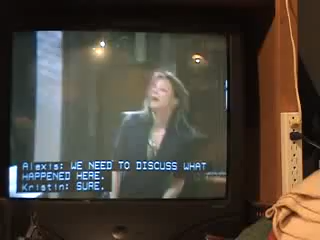 Alexis: WE NEED TO DISCUSS WHAT
HAPPENED HERE.
Kristin: SURE.